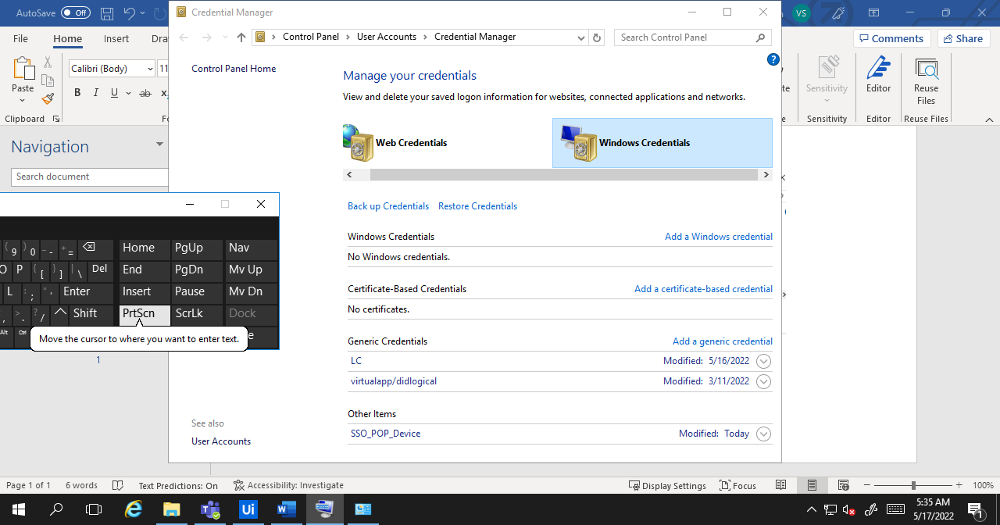 AutoSave Off
VS
File Home Insert
Comments Share
Paste
Clipboard
Calibri (Body) 11
B I U ab x
Sensitivity
Editor
Reuse Files
Sensitivity
Editor
Reuse Files
Navigation
Search document
1
Credential Manager
Control Panel > User Accounts > Credential Manager
Search Control Panel
?
Control Panel Home
Manage your credentials
View and delete your saved logon information for websites, connected applications and networks.
Web Credentials
Windows Credentials
Back up Credentials Restore Credentials
Windows Credentials Add a Windows credential
No Windows credentials.
Certificate-Based Credentials Add a certificate-based credential
No certificates.
Generic Credentials Add a generic credential
LC Modified: 5/16/2022
virtualapp/didlogical Modified: 3/11/2022
Other Items
SSO_POP_Device Modified: Today
See also
User Accounts
( 9 ) 0 _ - + = Home PgUp Nav
O P { [ } ] | \ Del End PgDn Mv Up
L : ; " ' Enter Insert Pause Mv Dn
, > . ? / Shift PrtScn ScrLk Dock
Alt Ctrl
Move the cursor to where you want to enter text.
Page 1 of 1 6 words Text Predictions: On Accessibility: Investigate Display Settings Focus 100%
Ui
5:35 AM
5/17/2022
1